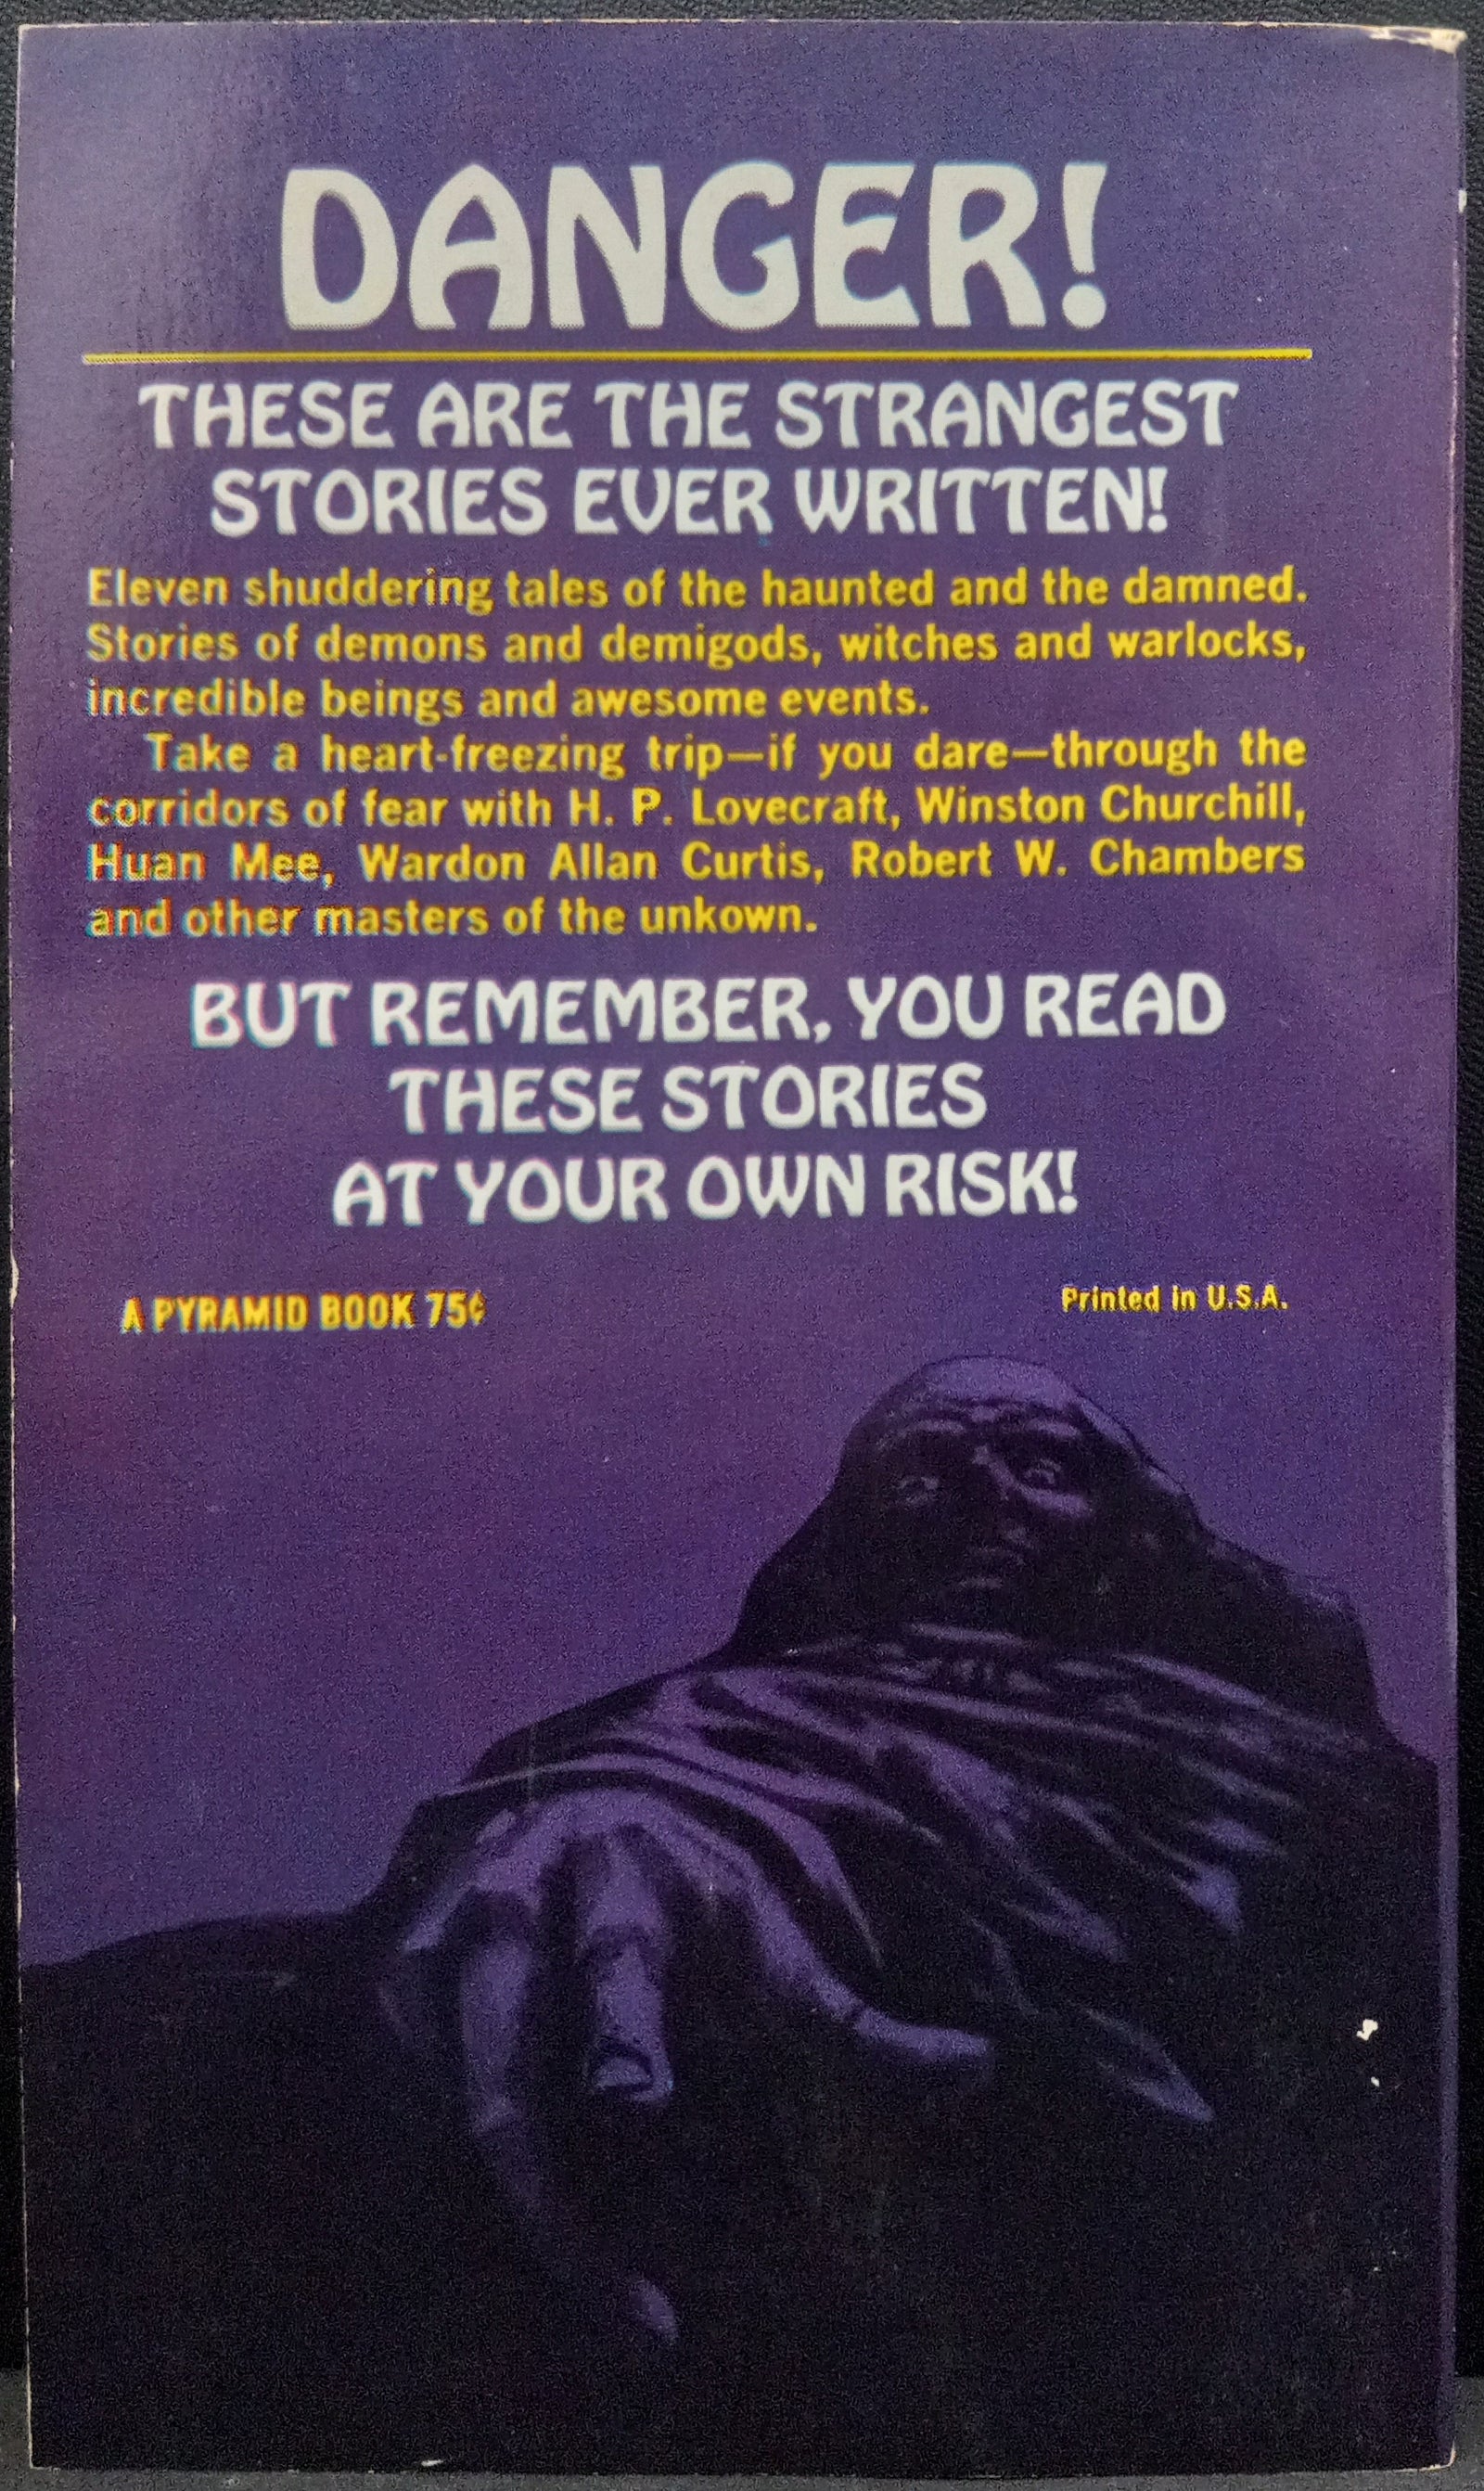 DANGER!
THESE ARE THE STRANGEST
STORIES EVER WRITTEN!
Eleven shuddering tales of the haunted and the damned.
Stories of demons and demigods, witches and warlocks,
incredible beings and awesome events.
Take a heart-freezing trip—if you dare—through the
corridors of fear with H. P. Lovecraft, Winston Churchill,
Huan Mee, Wardon Allan Curtis, Robert W. Chambers
and other masters of the unkown.
BUT REMEMBER, YOU READ
THESE STORIES
AT YOUR OWN RISK!
A PYRAMID BOOK 75¢
Printed in U.S.A.